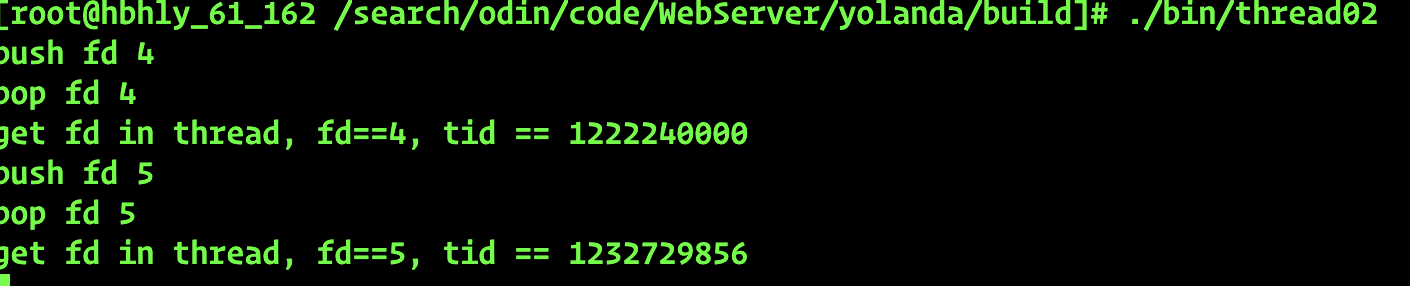 [root@hbhly_61_162 /search/odin/code/WebServer/yolanda/build]# ./bin/thread02
push fd 4
pop fd 4
get fd in thread, fd==4, tid == 1222240000
push fd 5
pop fd 5
get fd in thread, fd==5, tid == 1232729856